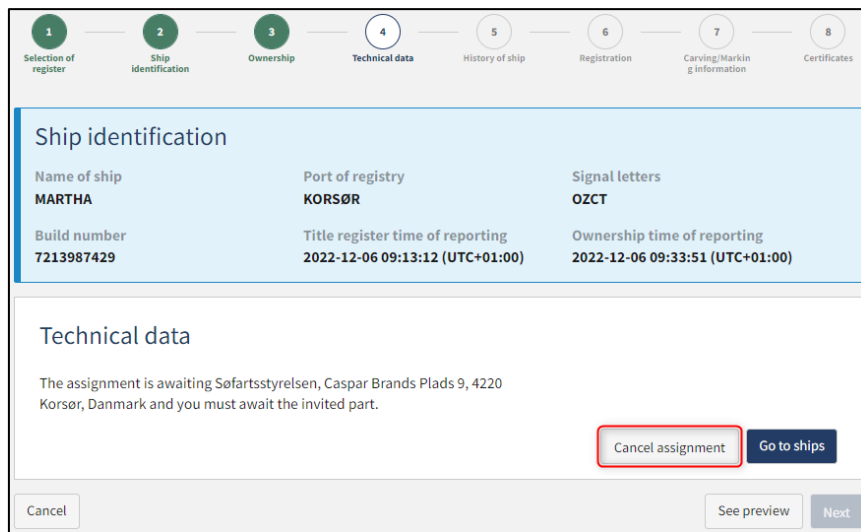 1
2
3
4
5
6
7
8
Selection of
register
Ship
identification
Ownership
Technical data
History of ship
Registration
Carving/Markin
g information
Certificates
Ship identification
Name of ship
Port of registry
Signal letters
MARTHA
KORSØR
OZCT
Build number
Title register time of reporting
Ownership time of reporting
7213987429
2022-12-06 09:13:12 (UTC+01:00)
2022-12-06 09:33:51 (UTC+01:00)
Technical data
The assignment is awaiting Søfartsstyrelsen, Caspar Brands Plads 9, 4220
Korsør, Danmark and you must await the invited part.
Cancel assignment
Go to ships
Cancel
See preview
Next